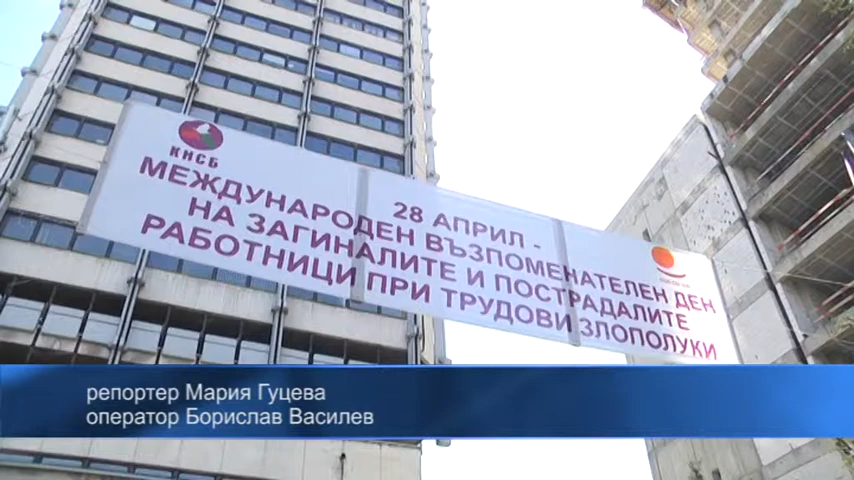 КНСБ
28 АПРИЛ -
МЕЖДУНАРОДЕН ВЪЗПОМЕНАТЕЛЕН ДЕН
НА ЗАГИНАЛИТЕ И ПОСТРАДАЛИТЕ
РАБОТНИЦИ ПРИ ТРУДОВИ ЗЛОПОЛУКИ
репортер Мария Гуцева
оператор Борислав Василев